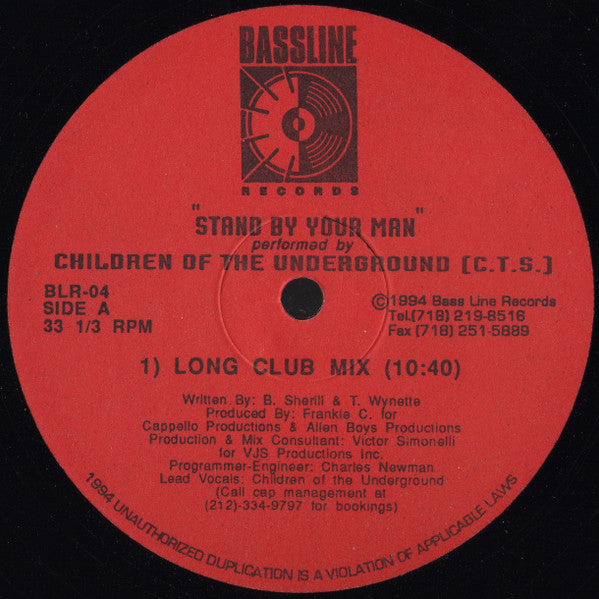 BASSLINE
RECORDS
"STAND BY YOUR MAN"
performed by
CHILDREN OF THE UNDERGROUND [C.T.S.]
BLR-04
SIDE A
33 1/3 RPM
©1994 Bass Line Records
Tel.(718) 219-8516
Fax (718) 251-5889
1) LONG CLUB MIX (10:40)
Written By: B. Sherill & T. Wynette
Produced By: Frankie C. for
Cappello Productions & Allen Boys Productions
Production & Mix Consultant: Victor Simonelli
for VJS Productions Inc.
Programmer-Engineer: Charles Newman
Lead Vocals: Children of the Underground
(Call cap management at
(212)-334-9797 for bookings)
1994 UNAUTHORIZED DUPLICATION IS A VIOLATION OF APPLICABLE LAWS